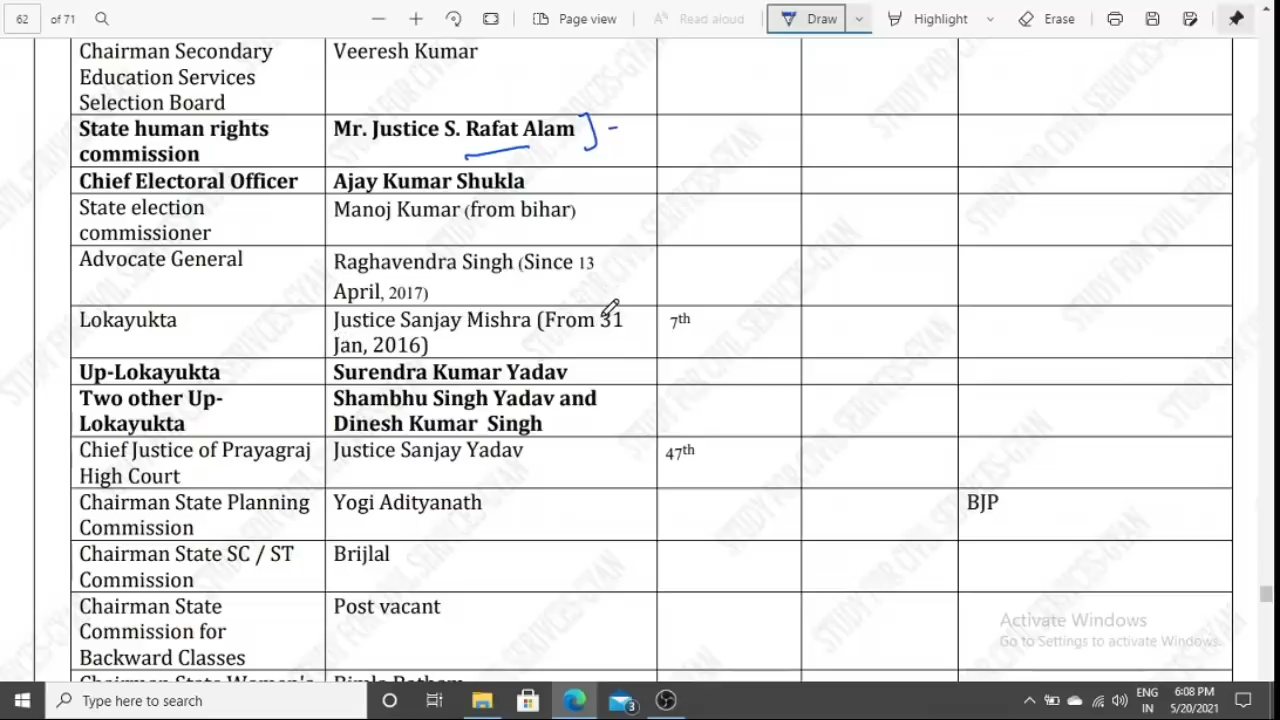 62 of 71 Page view Read aloud Draw Highlight Erase
Chairman Secondary Veeresh Kumar
Education Services
Selection Board
State human rights Mr. Justice S. Rafat Alam
commission
Chief Electoral Officer Ajay Kumar Shukla
State election Manoj Kumar (from bihar)
commissioner
Advocate General Raghavendra Singh (Since 13
April, 2017)
Lokayukta Justice Sanjay Mishra (From 31 7th
Jan, 2016)
Up-Lokayukta Surendra Kumar Yadav
Two other Up- Shambhu Singh Yadav and
Lokayukta Dinesh Kumar Singh
Chief Justice of Prayagraj Justice Sanjay Yadav 47th
High Court
Chairman State Planning Yogi Adityanath BJP
Commission
Chairman State SC / ST Brijlal
Commission
Chairman State Post vacant
Commission for
Backward Classes
Activate Windows
Go to Settings to activate Windows.
Type here to search 3 ENG 6:08 PM
IN 5/20/2021
STUDY FOR CIVIL SERIVCES-GYAN